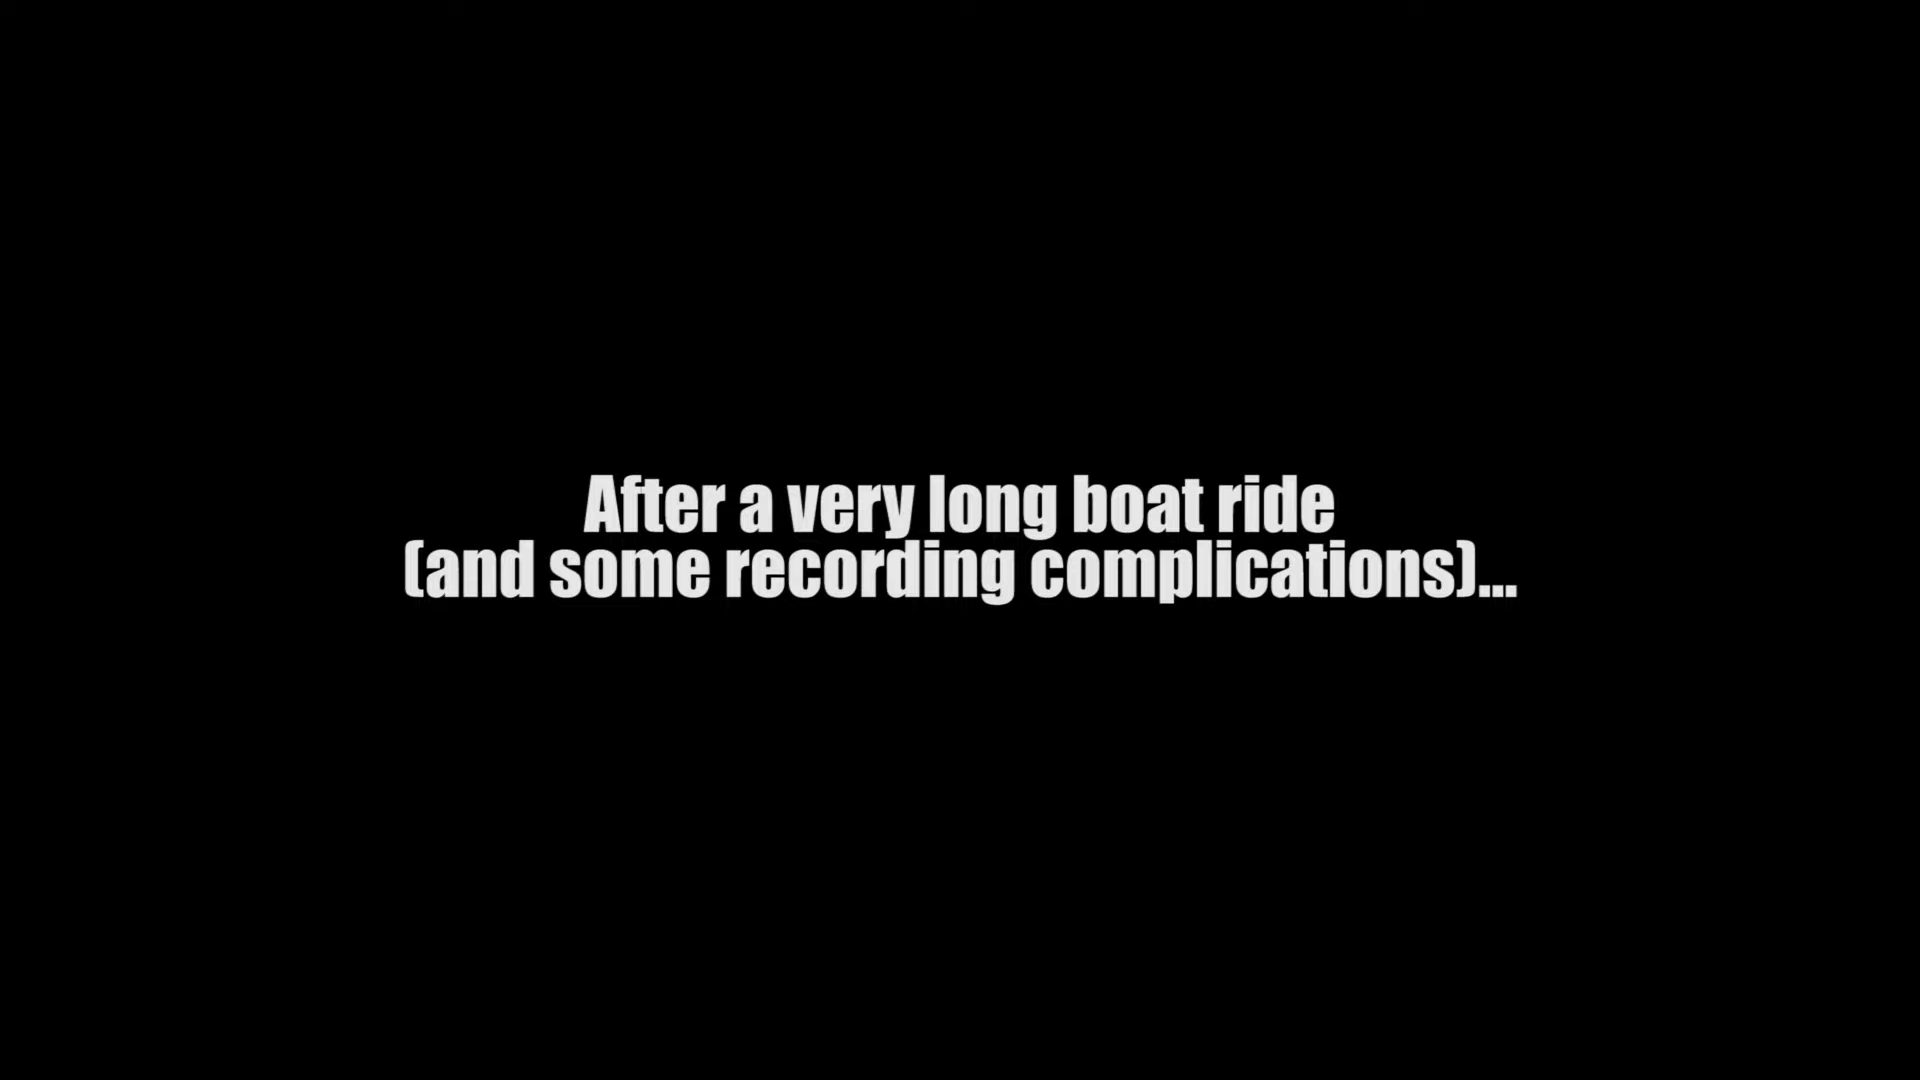 After a very long boat ride
(and some recording complications)...